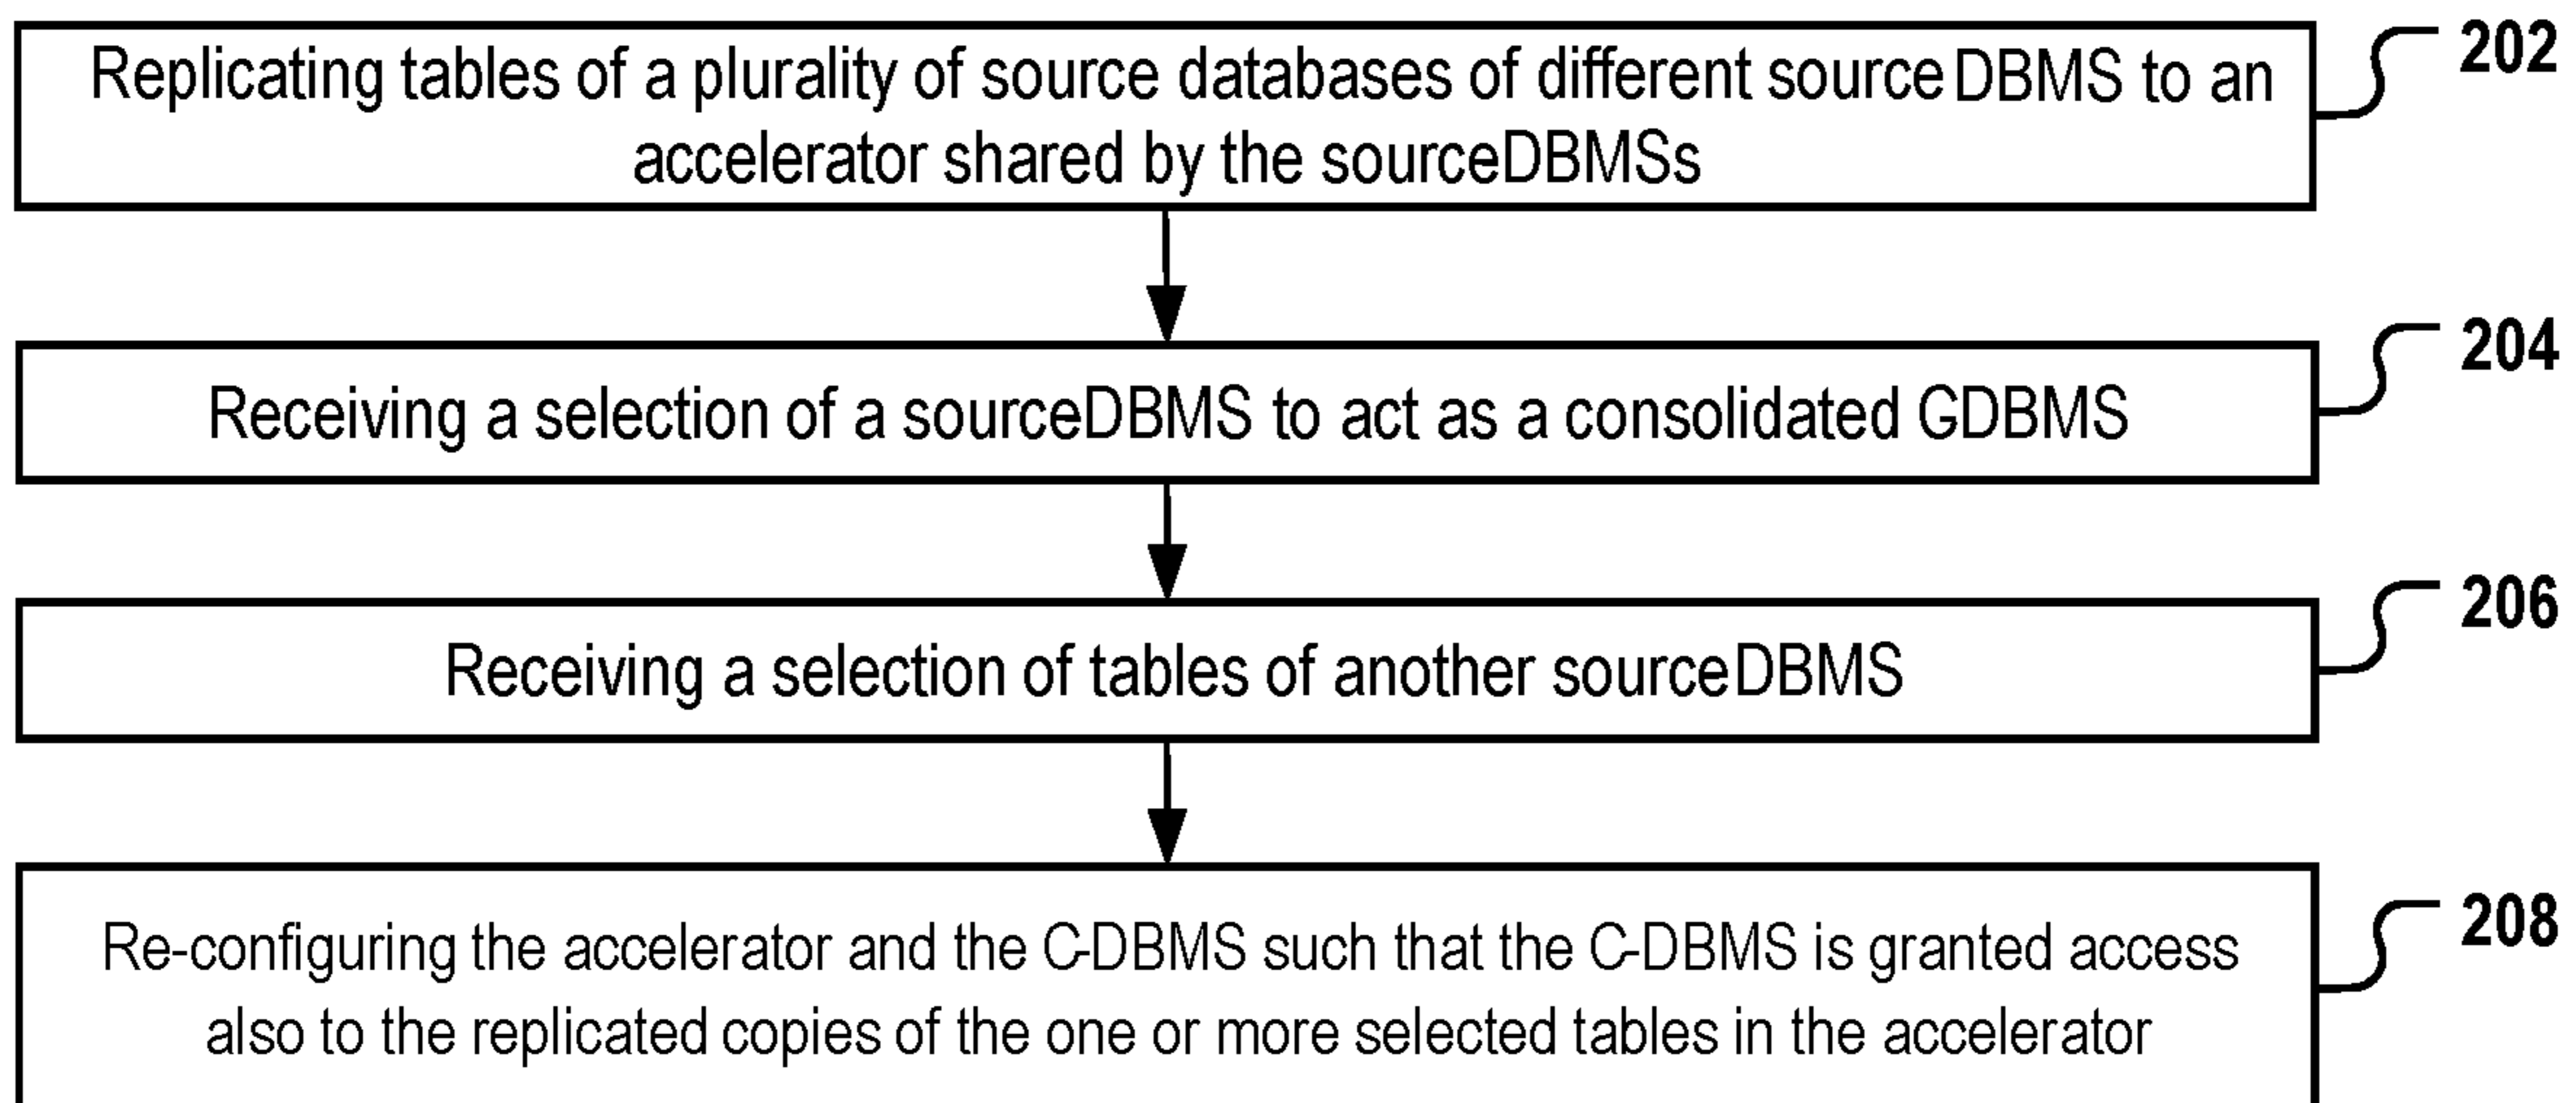 Replicating tables of a plurality of source databases of different source DBMS to an
accelerator shared by the sourceDBMSs
202
Receiving a selection of a sourceDBMS to act as a consolidated GDBMS
204
Receiving a selection of tables of another sourceDBMS
206
Re-configuring the accelerator and the C-DBMS such that the C-DBMS is granted access
also to the replicated copies of the one or more selected tables in the accelerator
208